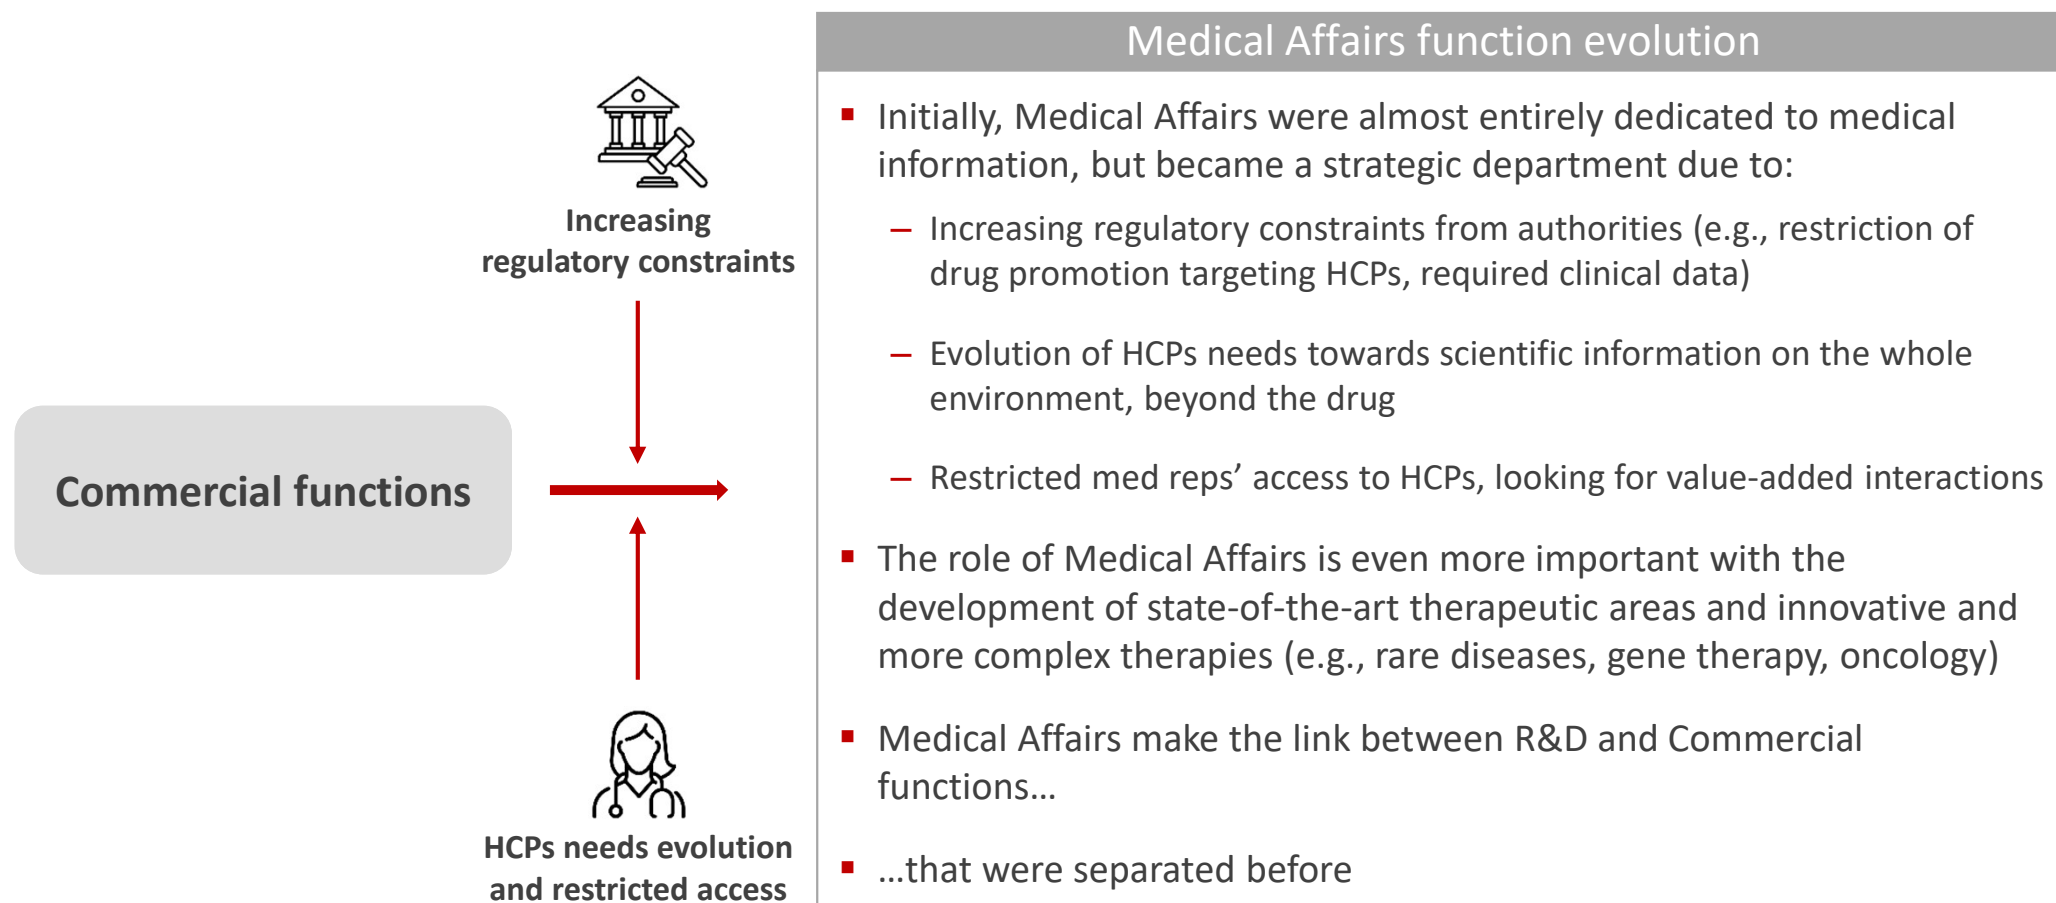 Medical Affairs function evolution
Increasing
regulatory constraints
Commercial functions
HCPs needs evolution
and restricted access
▪ Initially, Medical Affairs were almost entirely dedicated to medical
information, but became a strategic department due to:
– Increasing regulatory constraints from authorities (e.g., restriction of
drug promotion targeting HCPs, required clinical data)
– Evolution of HCPs needs towards scientific information on the whole
environment, beyond the drug
– Restricted med reps’ access to HCPs, looking for value-added interactions
▪ The role of Medical Affairs is even more important with the
development of state-of-the-art therapeutic areas and innovative and
more complex therapies (e.g., rare diseases, gene therapy, oncology)
▪ Medical Affairs make the link between R&D and Commercial
functions…
▪ …that were separated before